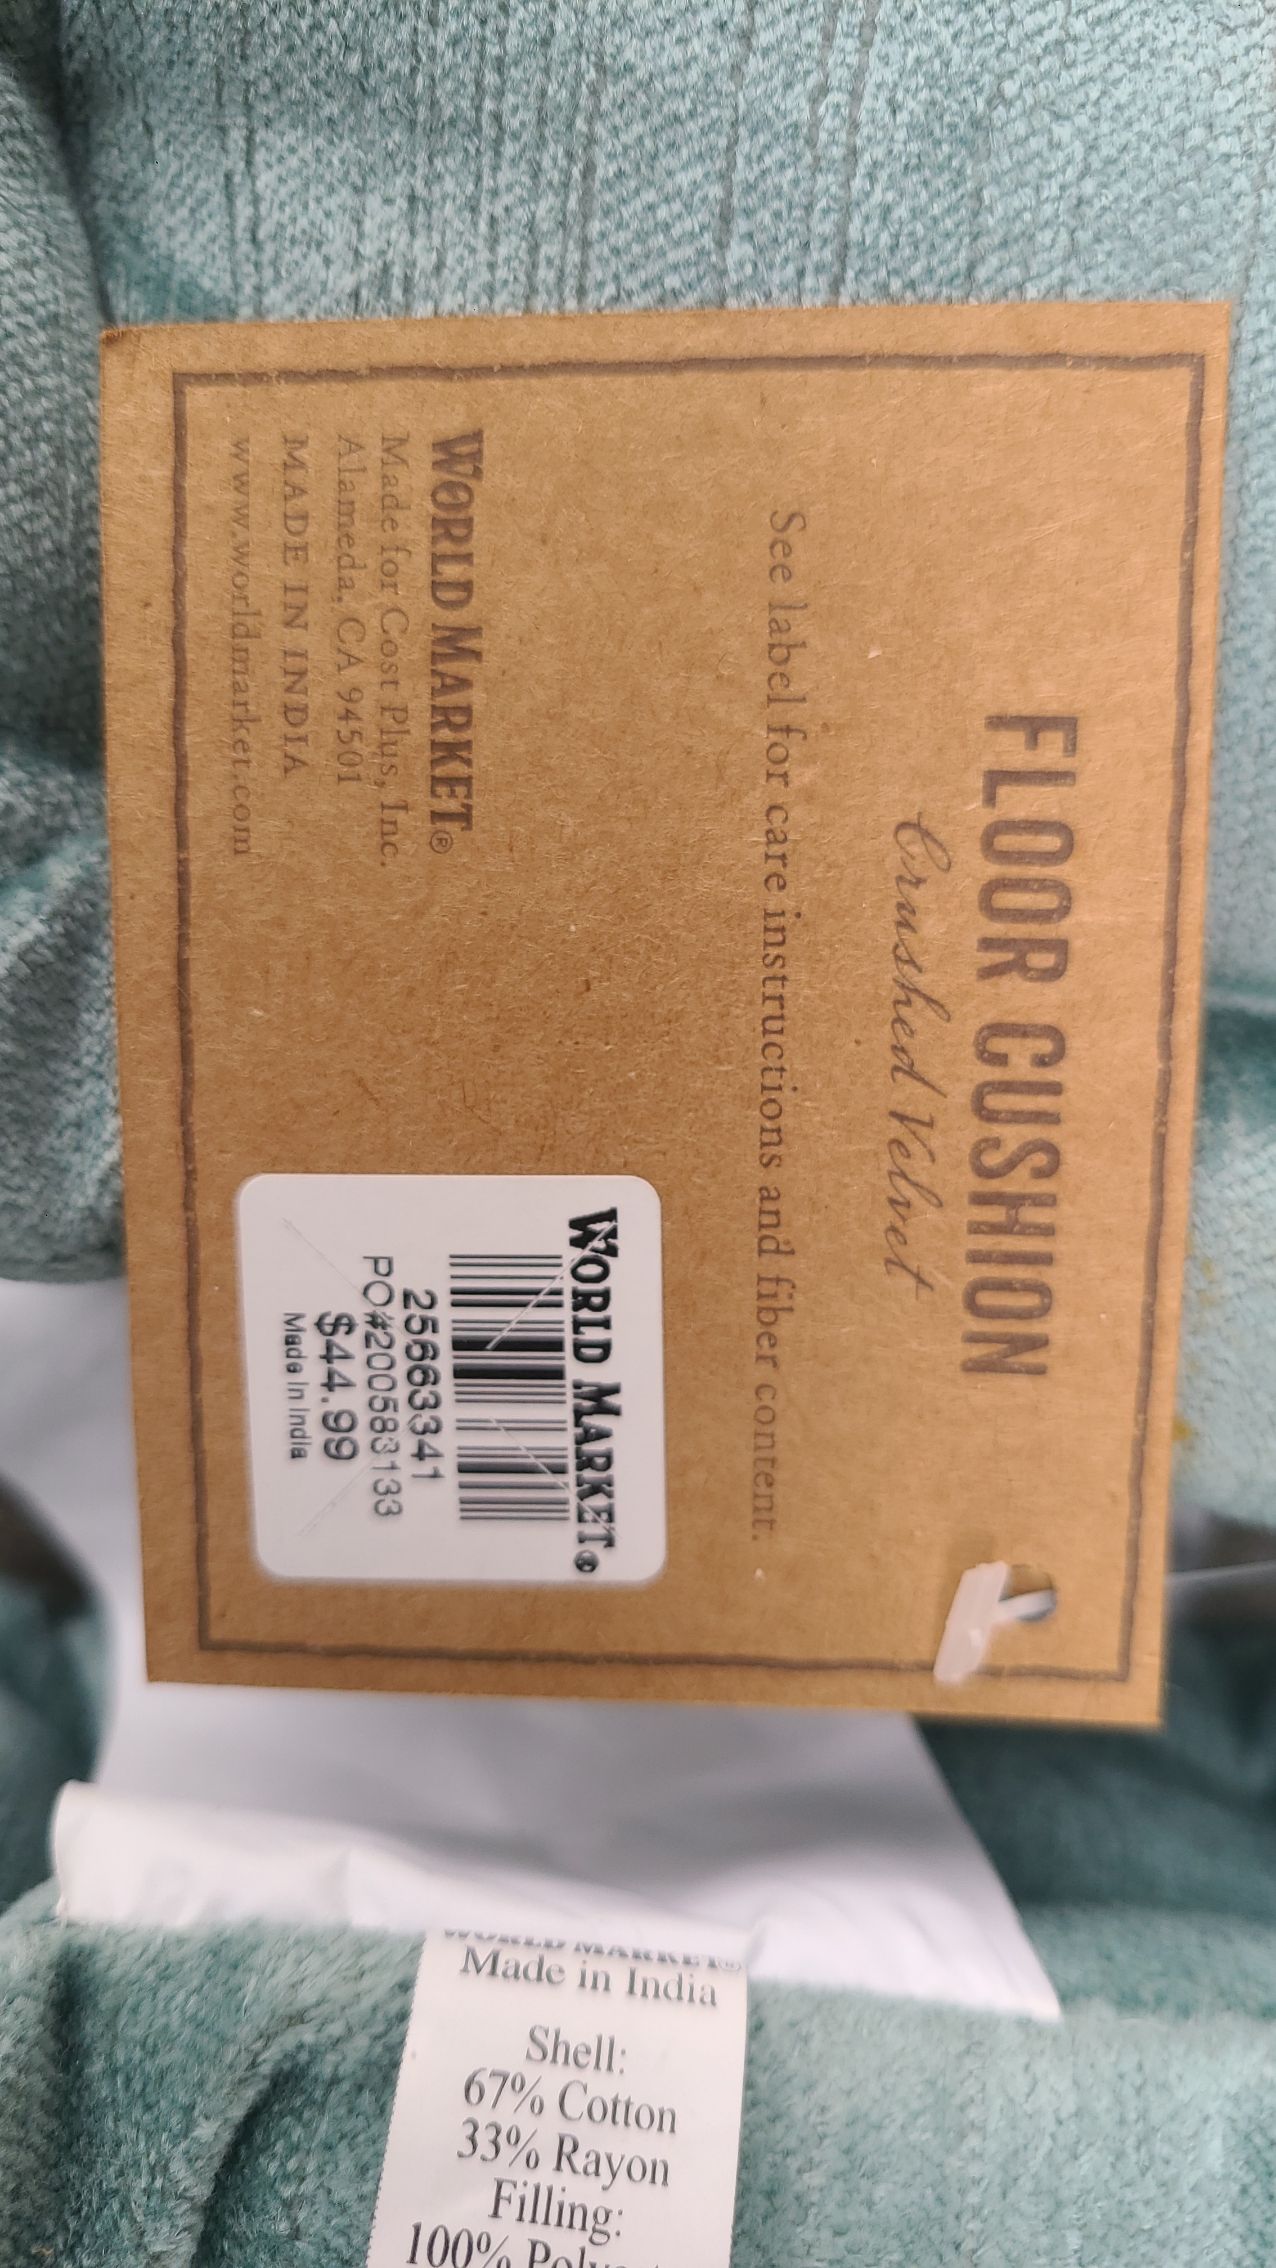 FLOOR CUSHION
Crushed Velvet
See label for care instructions and fiber content.
WORLD MARKET®
Made for Cost Plus, Inc.
Alameda, CA 94501
MADE IN INDIA
www.worldmarket.com
WORLD MARKET®
25663341
PO#200583133
$44.99
Made In India
WORLD MARKET®
Made in India
Shell:
67% Cotton
33% Rayon
Filling:
100%